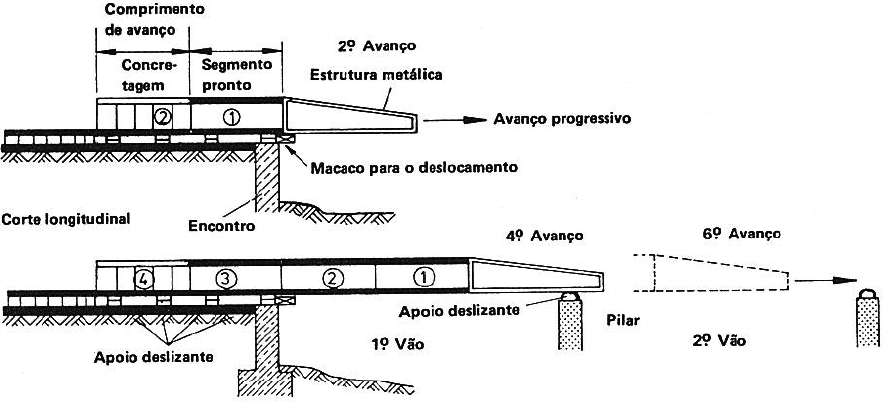 Comprimento
de avanço
2º Avanço
Concre-
tagem
Segmento
pronto
Estrutura metálica
2
1
Avanço progressivo
Macaco para o deslocamento
Corte longitudinal
Encontro
4º Avanço
6º Avanço
4
3
2
1
Apoio deslizante
Pilar
Apoio deslizante
1º Vão
2º Vão